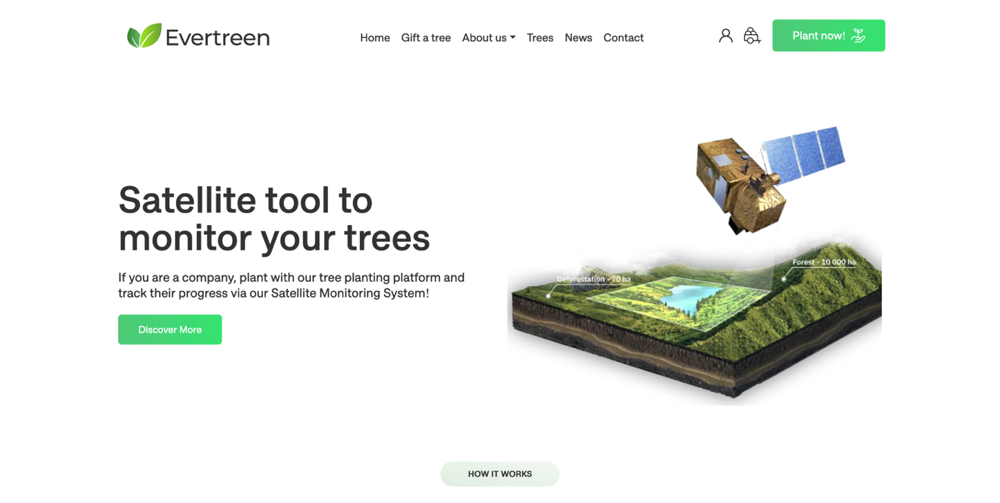 Evertreen
Home Gift a tree About us Trees News Contact
Plant now!
Satellite tool to
monitor your trees
If you are a company, plant with our tree planting platform and
track their progress via our Satellite Monitoring System!
Discover More
Forest - 10 000 ha
Deforestation - 70 ha
HOW IT WORKS